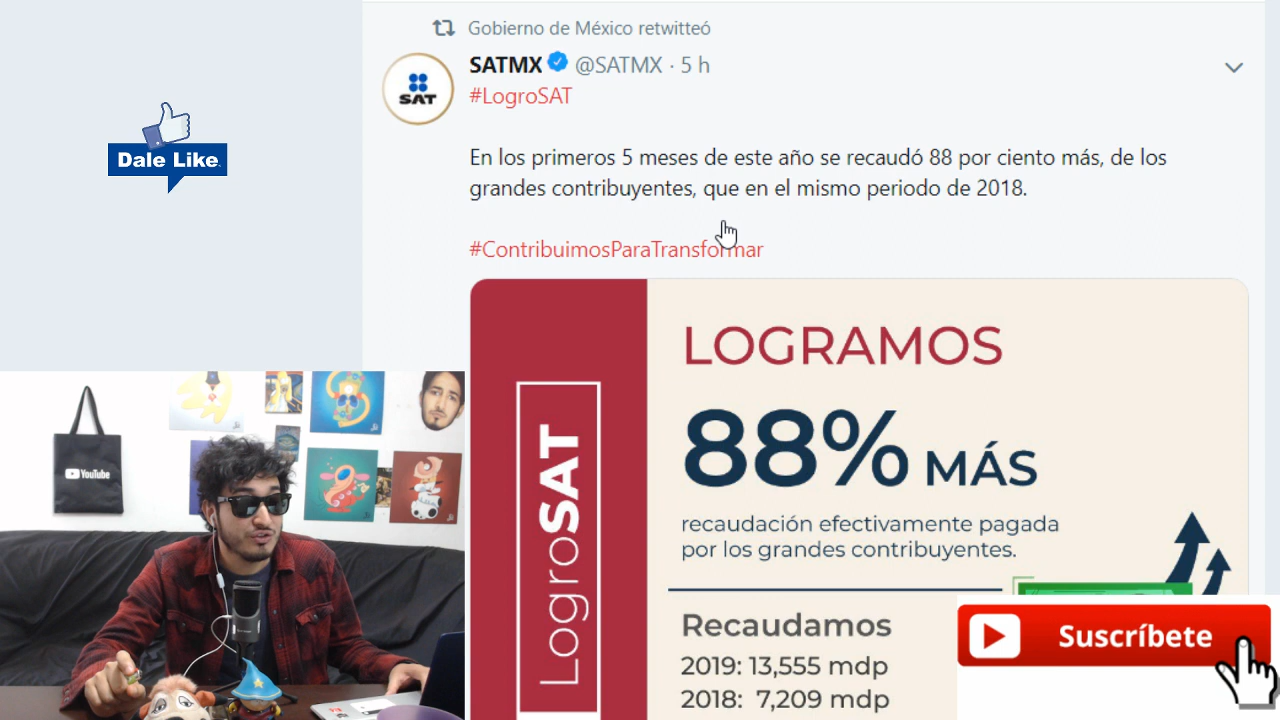 Gobierno de México retwitteó
SATMX @SATMX · 5 h
#LogroSAT
En los primeros 5 meses de este año se recaudó 88 por ciento más, de los
grandes contribuyentes, que en el mismo periodo de 2018.
#ContribuimosParaTransformar
SAT
Dale Like
LOGRAMOS
88% MÁS
recaudación efectivamente pagada
por los grandes contribuyentes.
Recaudamos
2019: 13,555 mdp
2018: 7,209 mdp
LogroSAT
YouTube
Suscríbete